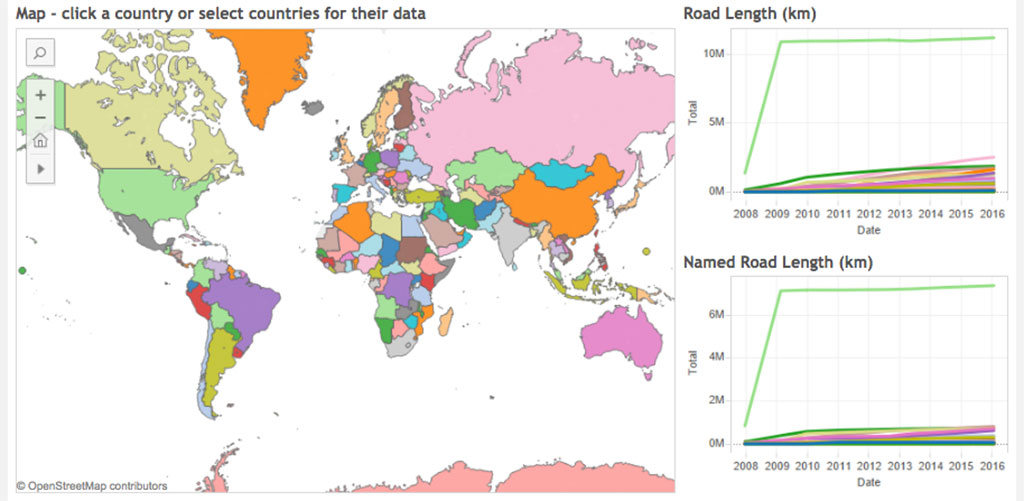 Map - click a country or select countries for their data
+
−
© OpenStreetMap contributors
Road Length (km)
Total
10M
5M
0M
2008 2009 2010 2011 2012 2013 2014 2015 2016
Date
Named Road Length (km)
Total
6M
4M
2M
0M
2008 2009 2010 2011 2012 2013 2014 2015 2016
Date